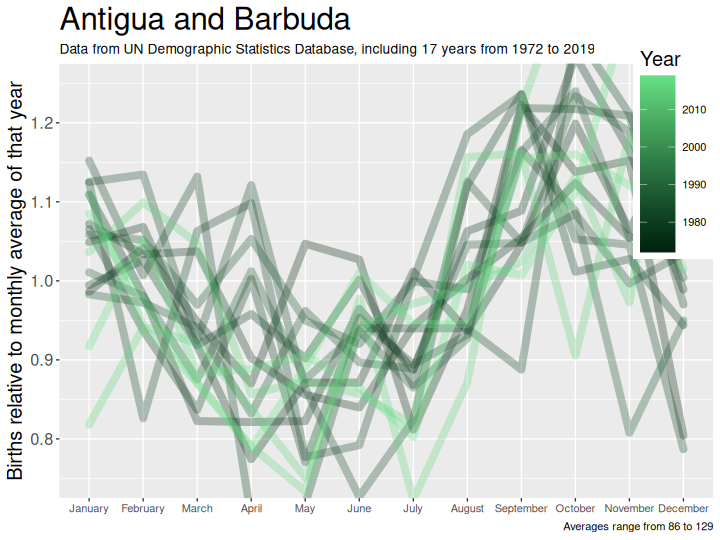 Antigua and Barbuda
Data from UN Demographic Statistics Database, including 17 years from 1972 to 2019
Year
2010
2000
1990
1980
Births relative to monthly average of that year
1.2
1.1
1.0
0.9
0.8
January February March April May June July August September October November December
Averages range from 86 to 129